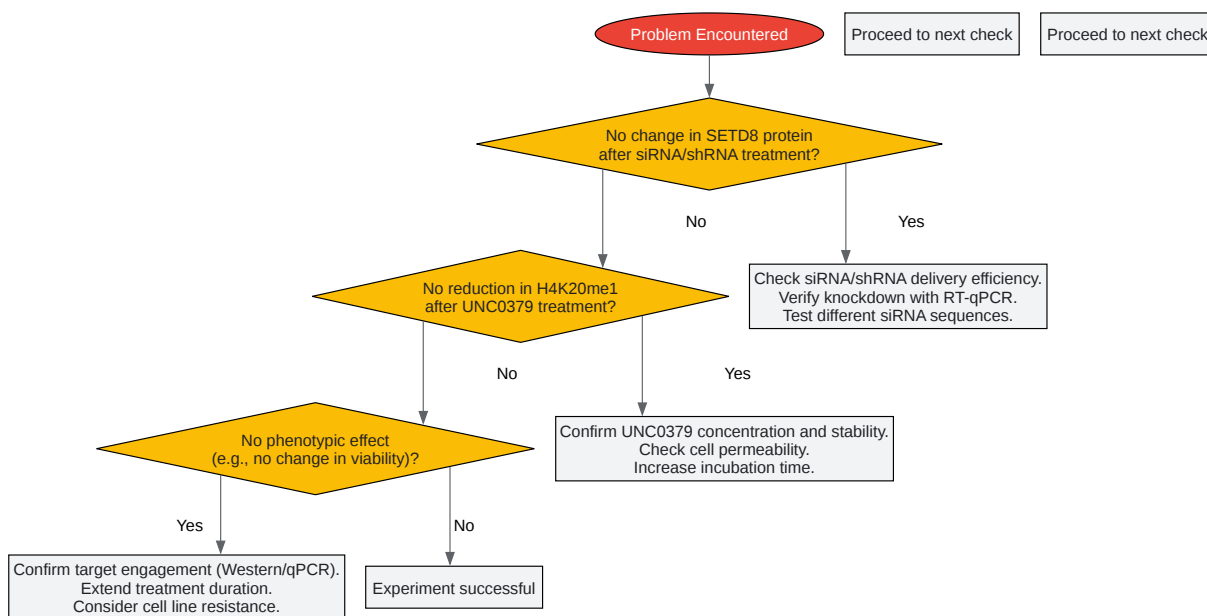 Problem Encountered
Proceed to next check
Proceed to next check
No change in SETD8 protein
after siRNA/shRNA treatment?
No
Yes
No reduction in H4K20me1
after UNC0379 treatment?
Check siRNA/shRNA delivery efficiency.
Verify knockdown with RT-qPCR.
Test different siRNA sequences.
No
Yes
No phenotypic effect
(e.g., no change in viability)?
Confirm UNC0379 concentration and stability.
Check cell permeability.
Increase incubation time.
Yes
No
Confirm target engagement (Western/qPCR).
Extend treatment duration.
Consider cell line resistance.
Experiment successful